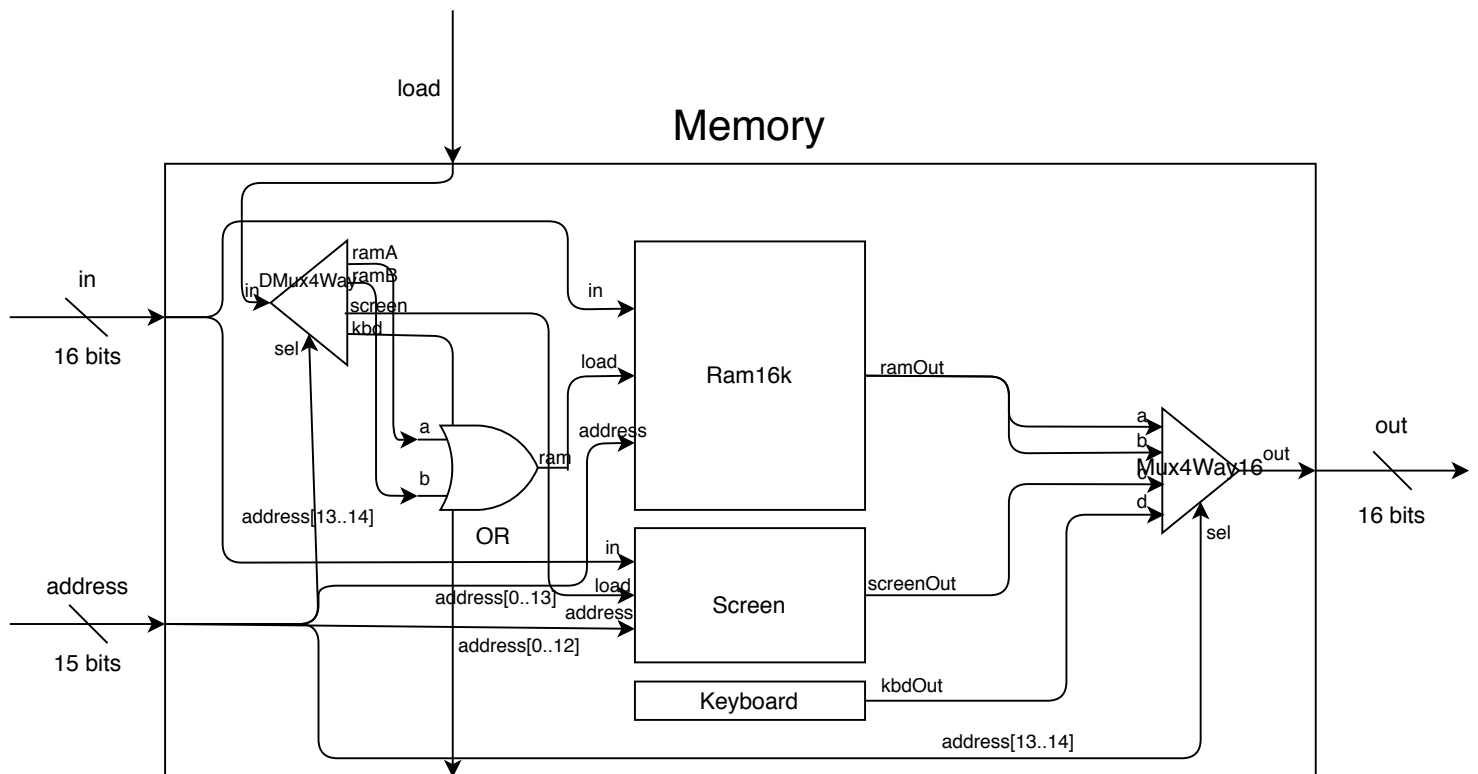 load
Memory
in
16 bits
ramA
DMux4Way
ramB
in
screen
kbd
sel
in
load
Ram16k
ramOut
a
address
ram
b
a
b
Mux4Way16
out
c
d
sel
out
16 bits
address[13..14]
OR
in
address
load
screenOut
address[0..13]
Screen
address
15 bits
address[0..12]
kbdOut
Keyboard
address[13..14]